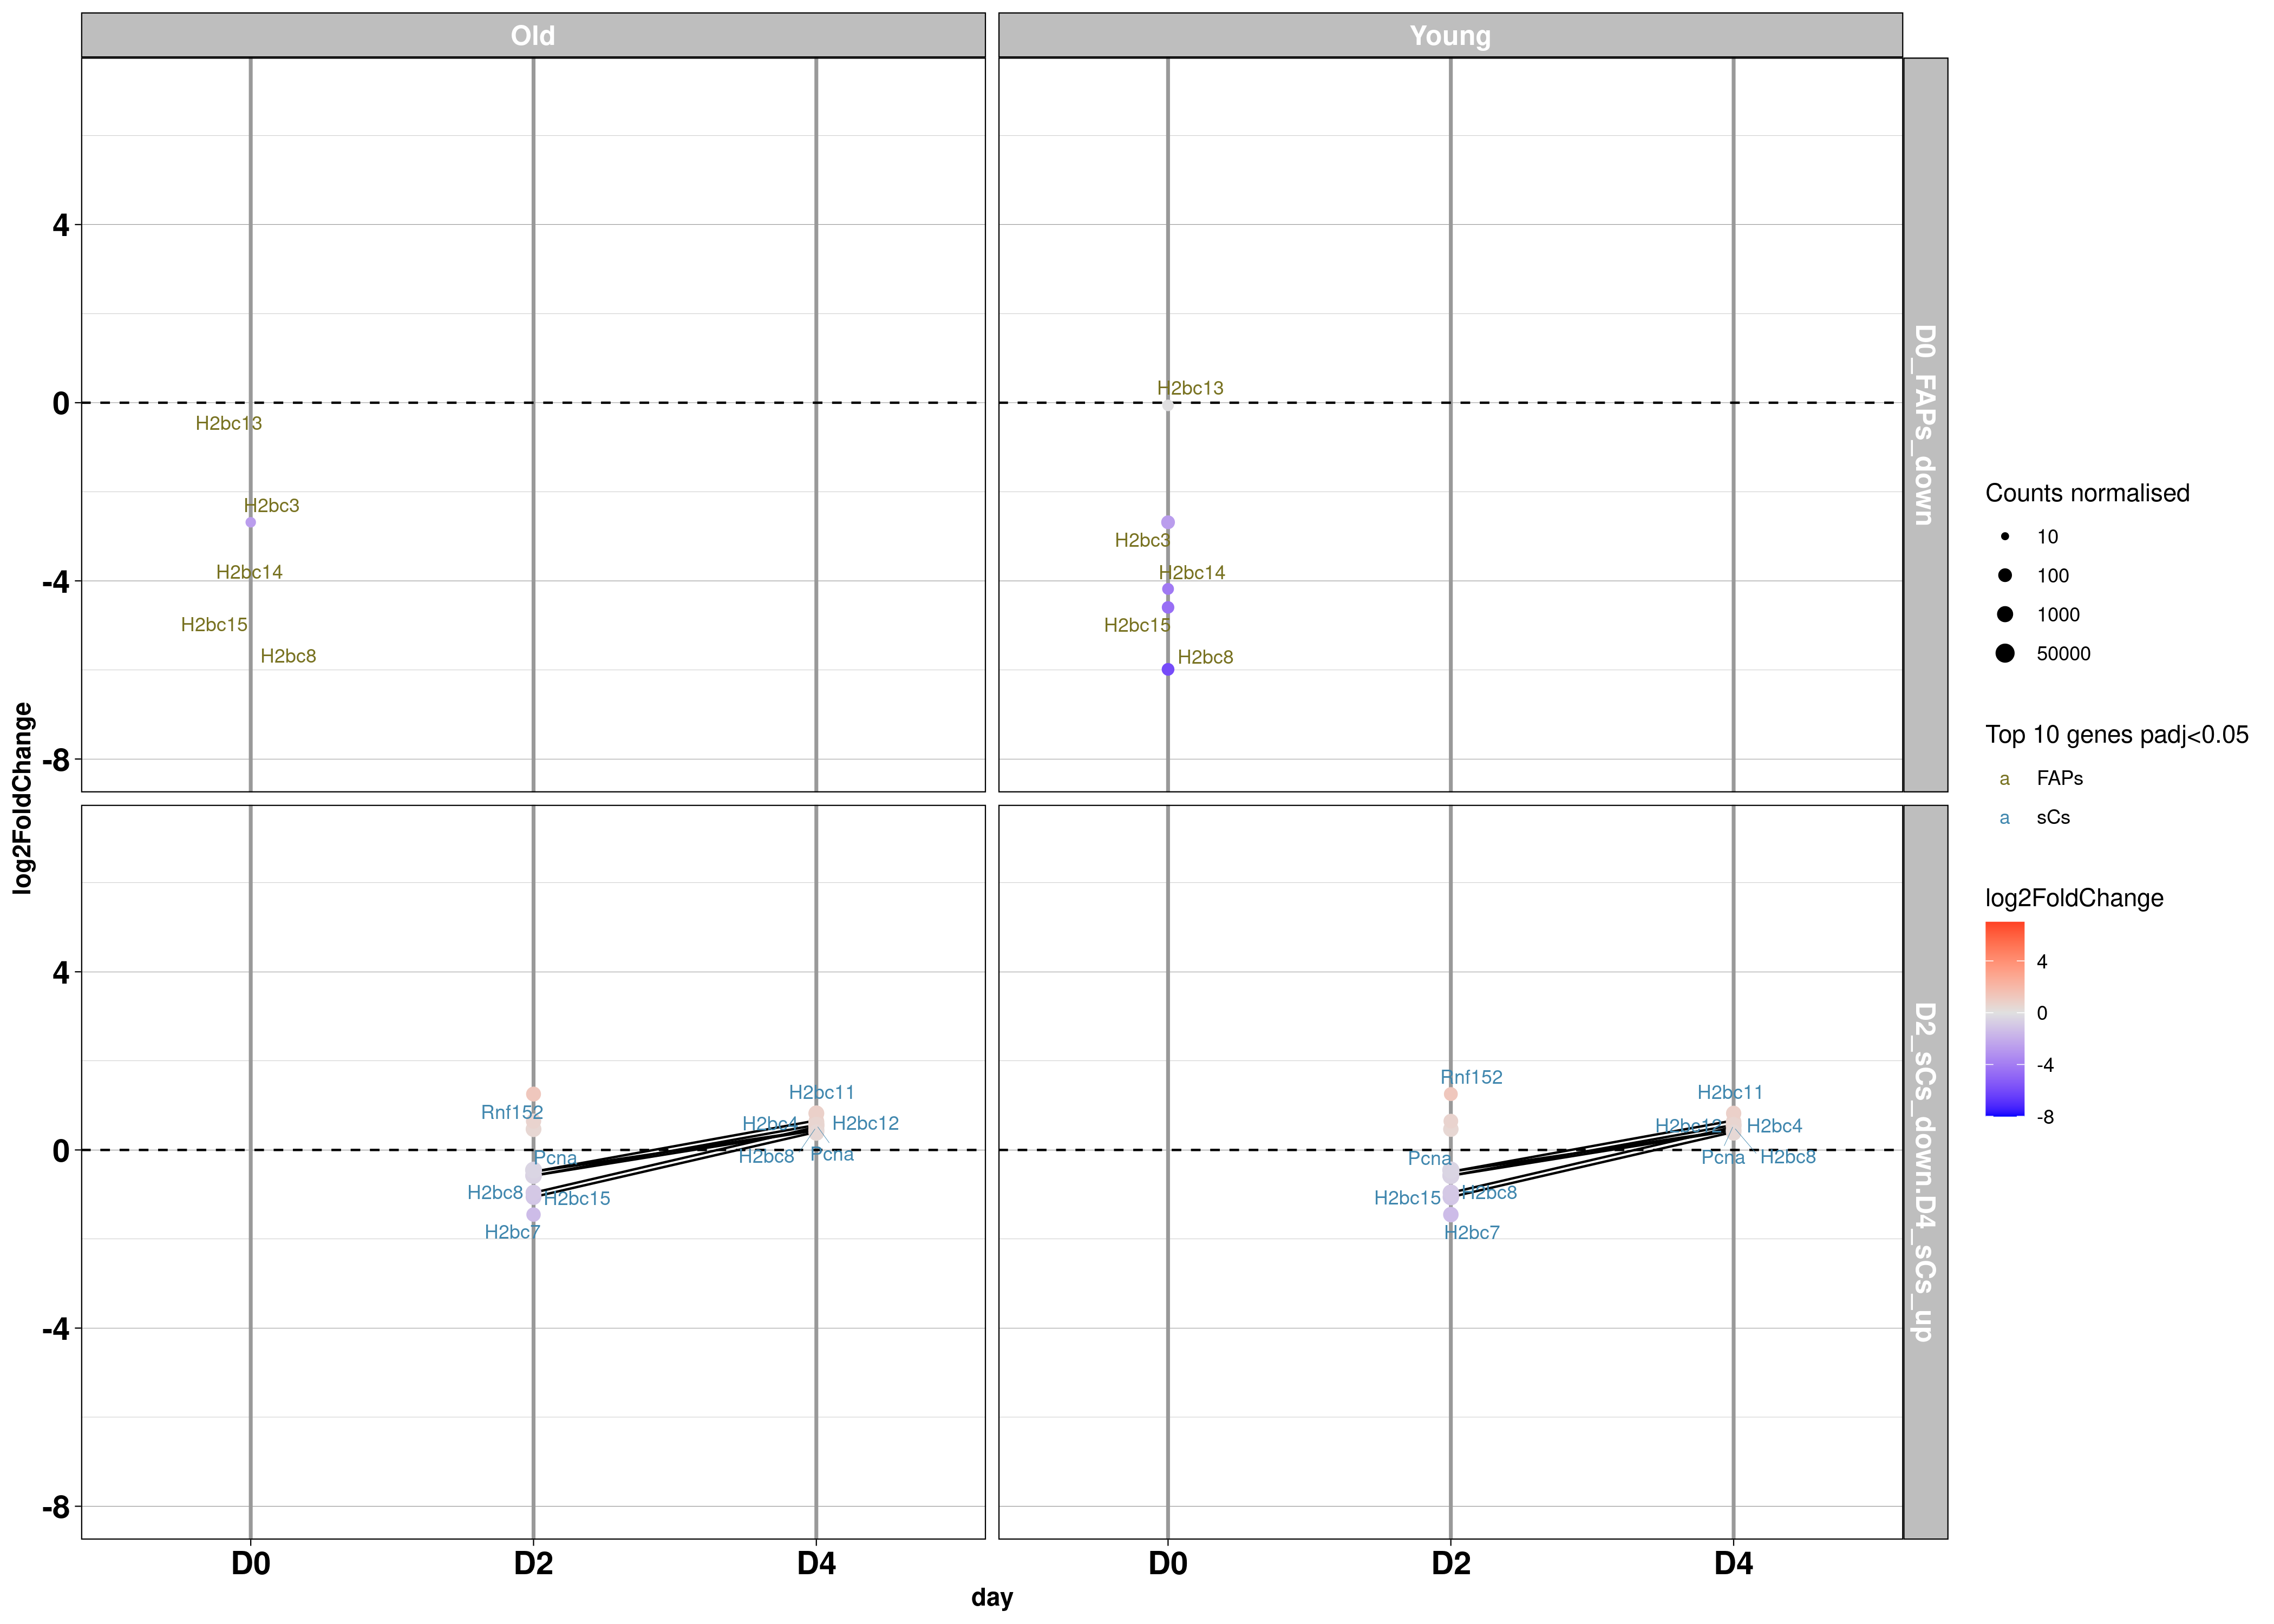 Old
Young
4
0
-4
-8
H2bc13
H2bc3
H2bc14
H2bc15
H2bc8
H2bc13
H2bc3
H2bc14
H2bc15
H2bc8
D0_FAPs_down
4
0
-4
-8
Rnf152
Pcna
H2bc8
H2bc15
H2bc7
H2bc11
H2bc4
H2bc12
H2bc8
Pcna
Rnf152
Pcna
H2bc15
H2bc8
H2bc7
H2bc11
H2bc12
H2bc4
Pcna
H2bc8
D2_sCs_down.D4_sCs_up
D0
D2
D4
D0
D2
D4
day
log2FoldChange
Counts normalised
10
100
1000
50000
Top 10 genes padj<0.05
a FAPs
a sCs
log2FoldChange
4
0
-4
-8